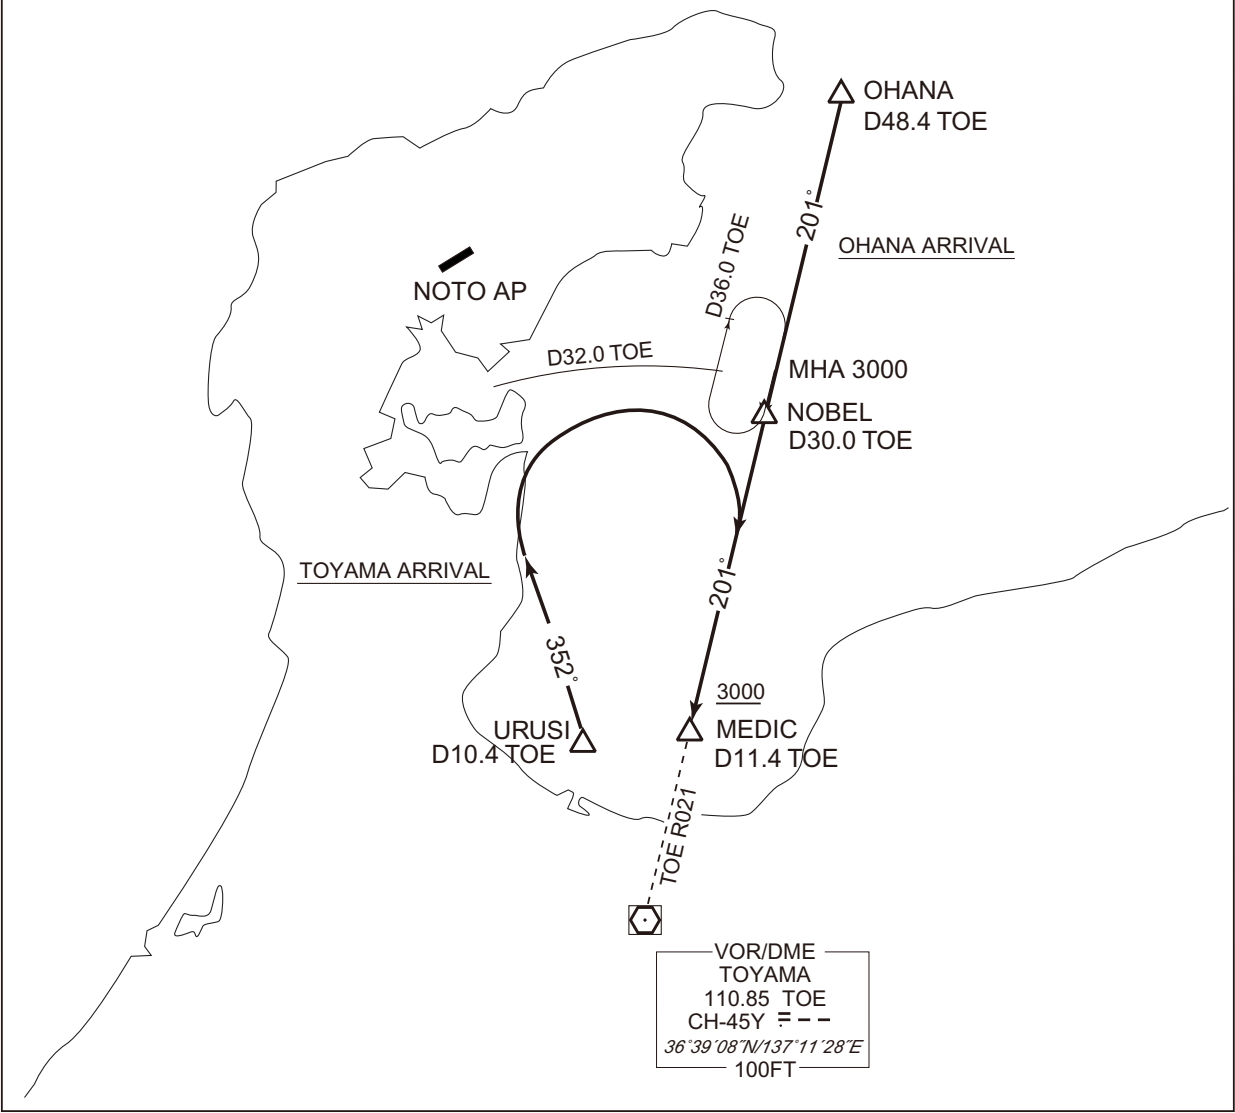 OHANA
D48.4 TOE
201°
OHANA ARRIVAL
D36.0 TOE
NOTO AP
D32.0 TOE
MHA 3000
NOBEL
D30.0 TOE
TOYAMA ARRIVAL
201°
352°
3000
URUSI
D10.4 TOE
MEDIC
D11.4 TOE
TOE R021
VOR/DME
TOYAMA
110.85 TOE
CH-45Y
36°39´08˝N/137°11´28˝E
100FT